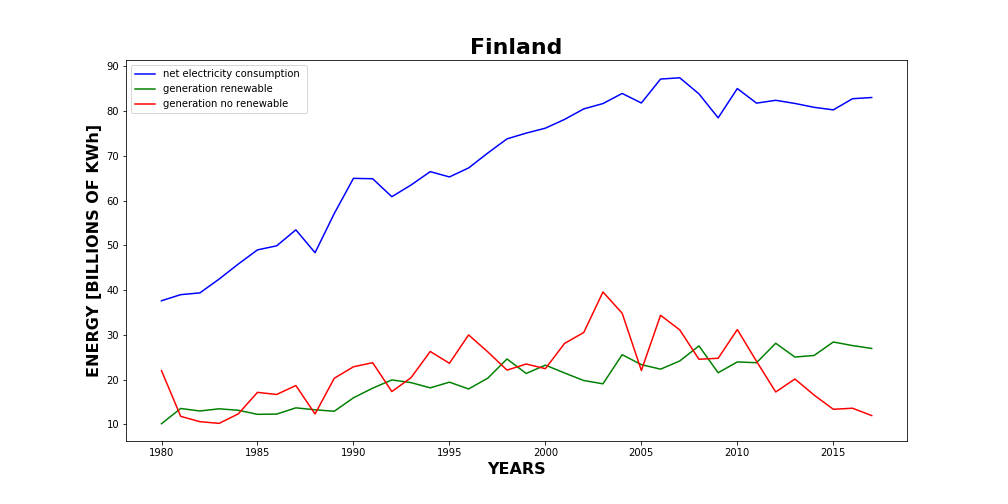 Finland
net electricity consumption
generation renewable
generation no renewable
ENERGY [BILLIONS OF KWh]
90
80
70
60
50
40
30
20
10
1980 1985 1990 1995 2000 2005 2010 2015
YEARS